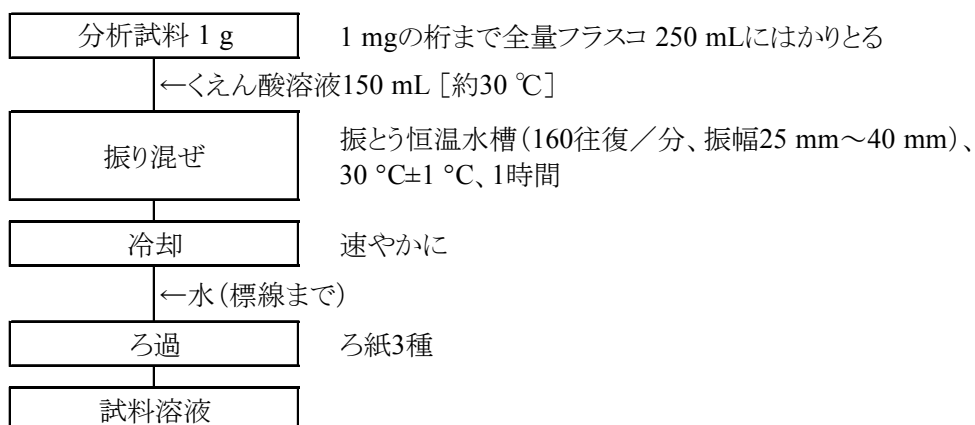 分析試料 1 g
1 mgの桁まで全量フラスコ 250 mLにはかりとる
←くえん酸溶液150 mL［約30 ℃］
振り混ぜ
振とう恒温水槽（160往復／分、振幅25 mm～40 mm）、
30 °C±1 °C、1時間
冷却
速やかに
←水（標線まで）
ろ過
ろ紙3種
試料溶液